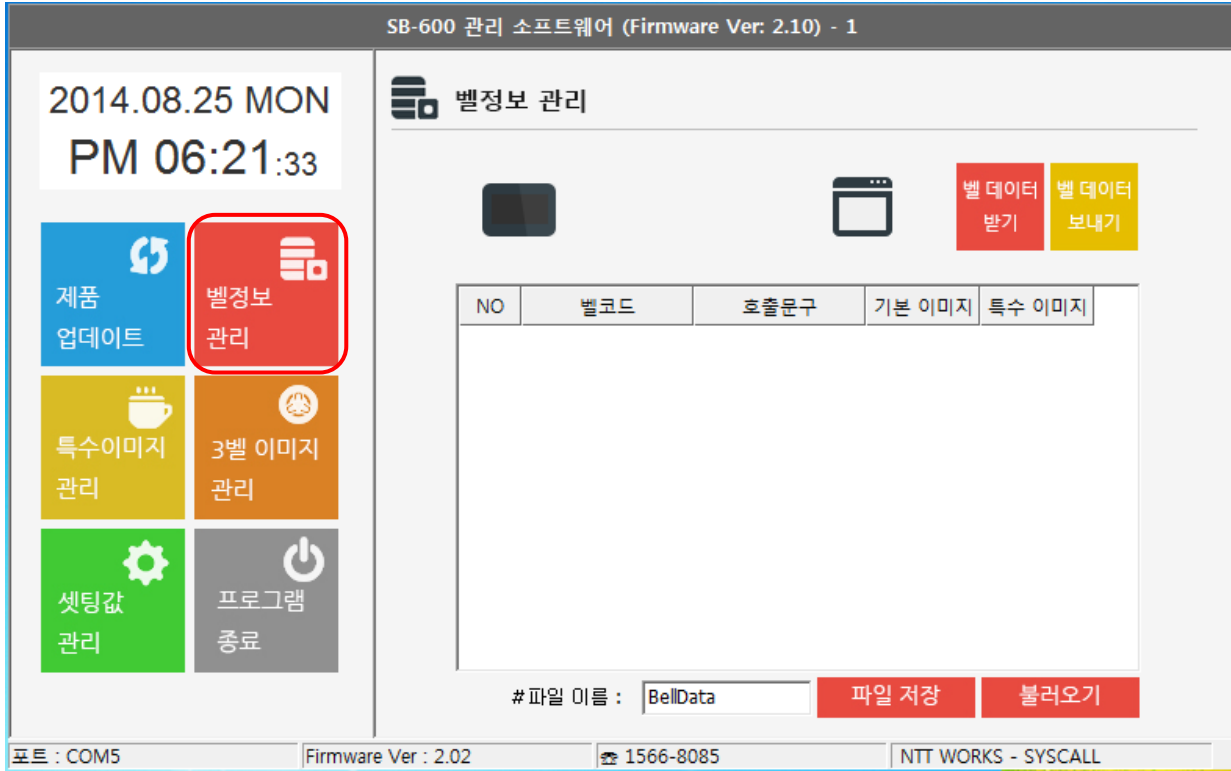 SB-600 관리 소프트웨어 (Firmware Ver: 2.10) - 1
2014.08.25 MON
PM 06:21:33
제품
업데이트
벨정보
관리
특수이미지
관리
3벨 이미지
관리
셋팅값
관리
프로그램
종료
벨정보 관리
벨 데이터
받기
벨 데이터
보내기
NO 벨코드 호출문구 기본 이미지 특수 이미지
#파일 이름 : BellData 파일 저장 불러오기
포트 : COM5 Firmware Ver : 2.02 ☎ 1566-8085 NTT WORKS - SYSCALL